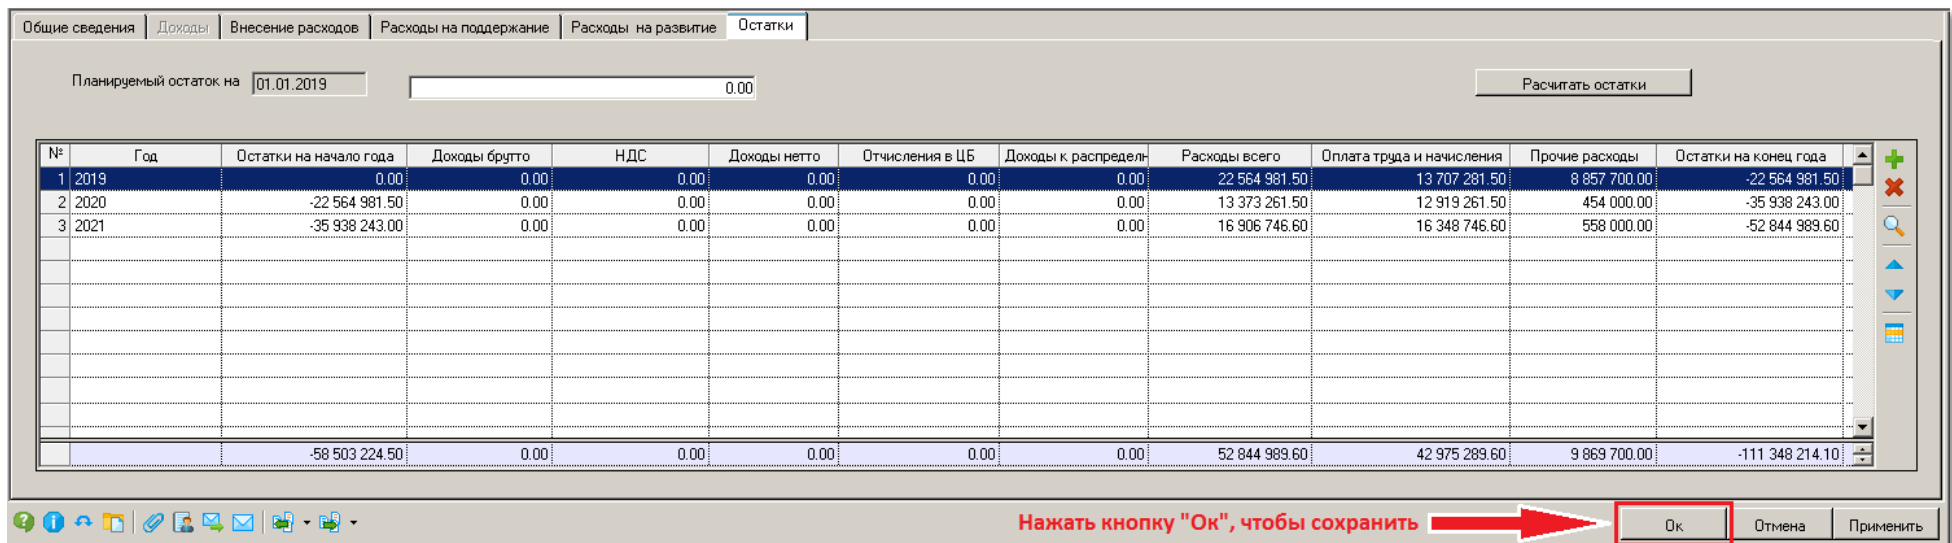 Общие сведения Доходы Внесение расходов Расходы на поддержание Расходы на развитие Остатки
Планируемый остаток на 01.01.2019 0.00 Расчитать остатки
№ Год Остатки на начало года Доходы брутто НДС Доходы нетто Отчисления в ЦБ Доходы к распределн Расходы всего Оплата труда и начисления Прочие расходы Остатки на конец года
1 2019 0.00 0.00 0.00 0.00 0.00 0.00 22 564 981.50 13 707 281.50 8 857 700.00 -22 564 981.50
2 2020 -22 564 981.50 0.00 0.00 0.00 0.00 0.00 13 373 261.50 12 919 261.50 454 000.00 -35 938 243.00
3 2021 -35 938 243.00 0.00 0.00 0.00 0.00 0.00 16 906 746.60 16 348 746.60 558 000.00 -52 844 989.60
-58 503 224.50 0.00 0.00 0.00 0.00 0.00 52 844 989.60 42 975 289.60 9 869 700.00 -111 348 214.10
Нажать кнопку "Ок", чтобы сохранить Ок Отмена Применить